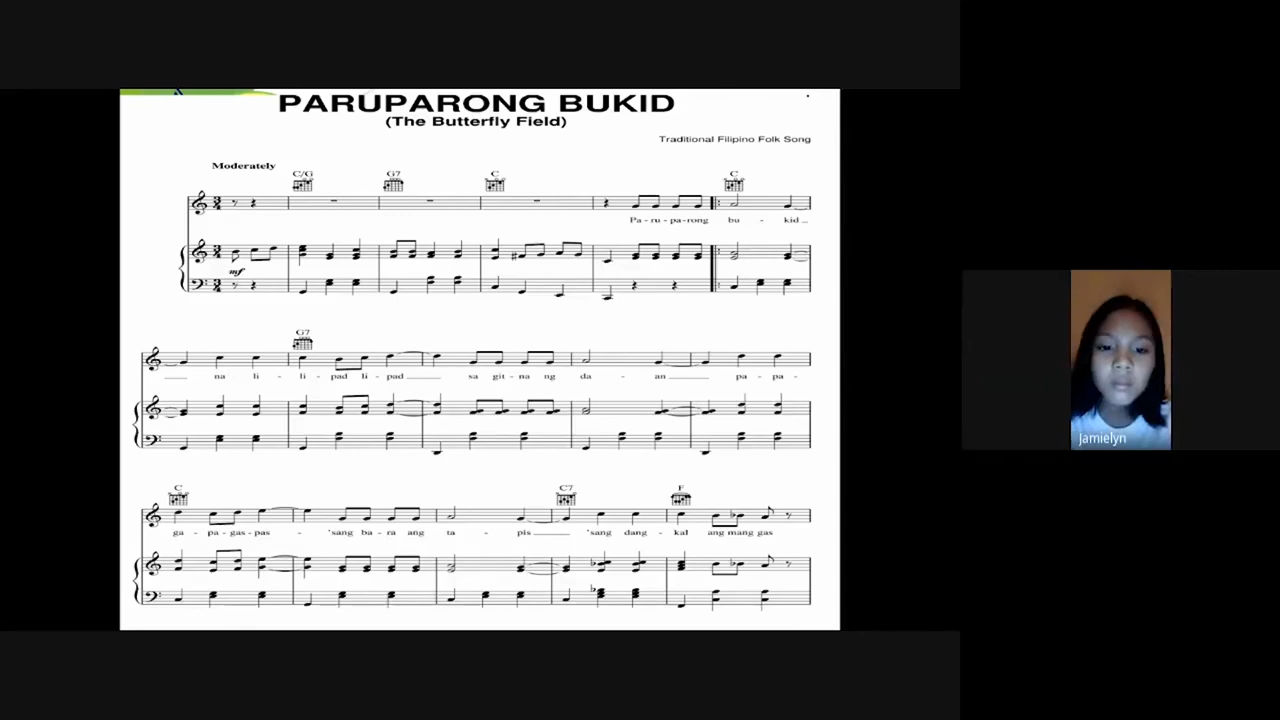 PARUPARONG BUKID
(The Butterfly Field)
Traditional Filipino Folk Song
Moderately
C/G G7 C C
Pa - ru - pa - rong bu - kid
mf
G7
na li - li - pad li - pad sa git - na ng da - an pa - pa -
C C7 F
ga - pa - gas - pas 'sang ba - ra ang ta - pis 'sang dang - kal ang mang gas
Jamielyn